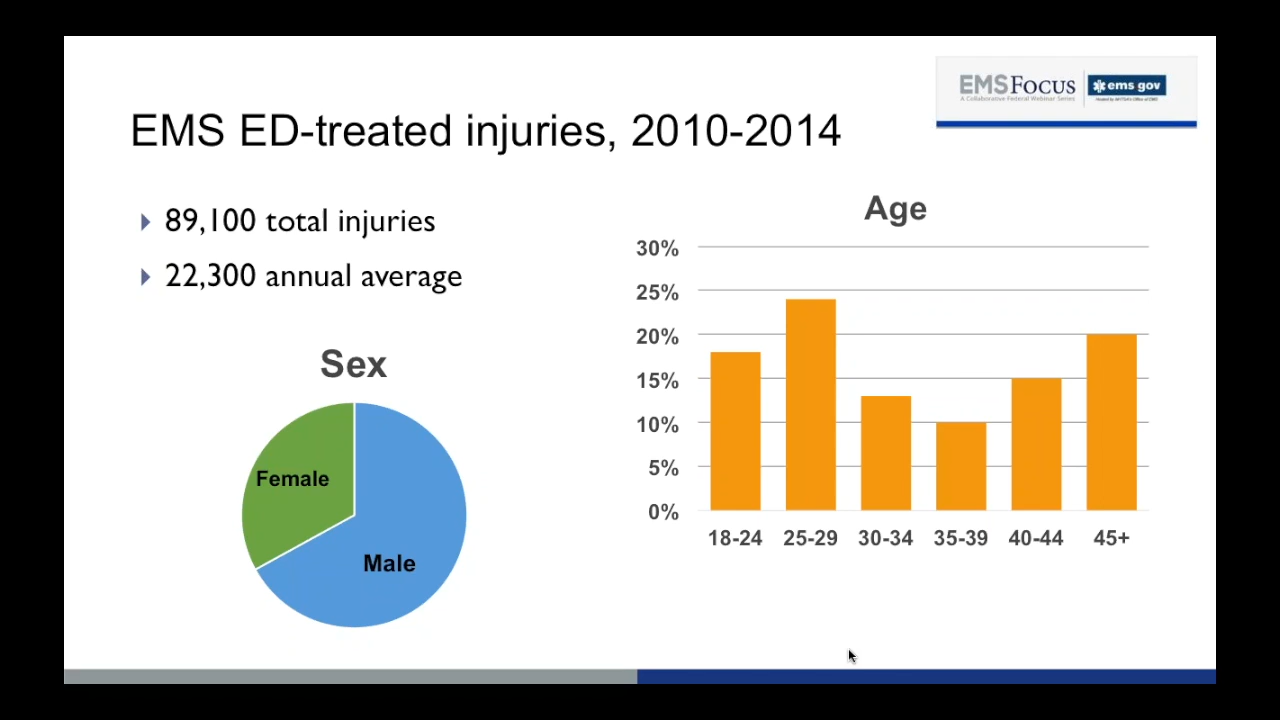 EMSFocus
A Collaborative Federal Webinar Series
ems gov
EMS ED-treated injuries, 2010-2014
89,100 total injuries
22,300 annual average
Sex
Female
Male
Age
30%
25%
20%
15%
10%
5%
0%
18-24 25-29 30-34 35-39 40-44 45+